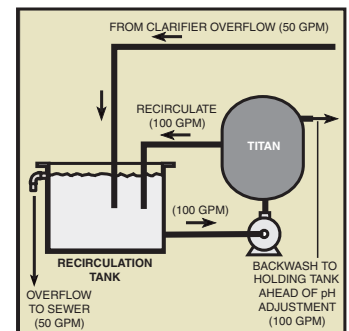 FROM CLARIFIER OVERFLOW (50 GPM)
RECIRCULATE
(100 GPM)
TITAN
(100 GPM)
RECIRCULATION
TANK
OVERFLOW
TO SEWER
(50 GPM)
BACKWASH TO
HOLDING TANK
AHEAD OF pH
ADJUSTMENT
(100 GPM)